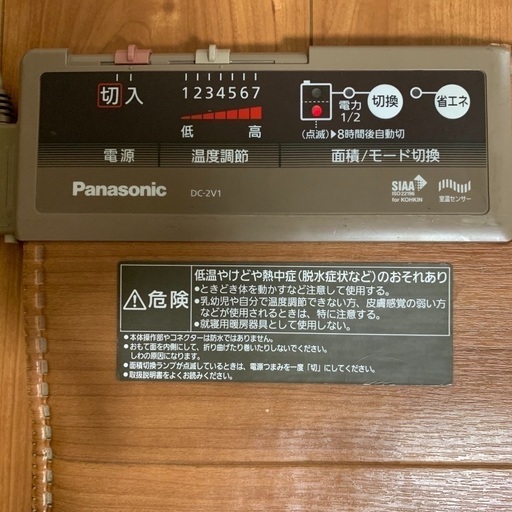 切 入
1234567
低 高
電力
1/2
切換
省エネ
(点滅)▶8時間後自動切
電源
温度調節
面積/モード切換
Panasonic
DC-2V1
SIAA
ISO 22196
for KOHKIN
室温センサー
危険
低温やけどや熱中症(脱水症状など)のおそれあり
●ときどき体を動かすなど注意して使用する。
●乳幼児や自分で温度調節できない方、皮膚感覚の弱い方
などが使用されるときは、特に注意する。
●就寝用暖房器具として使用しない。
●本体操作部やコネクターは防水ではありません。
●おもて面を内側にして、折り曲げたり巻いたりしないでください。
しわの原因になります。
●面積切換ランプが点滅しているときは、電源つまみを一度「切」にしてください。
●取扱説明書をよくお読みください。